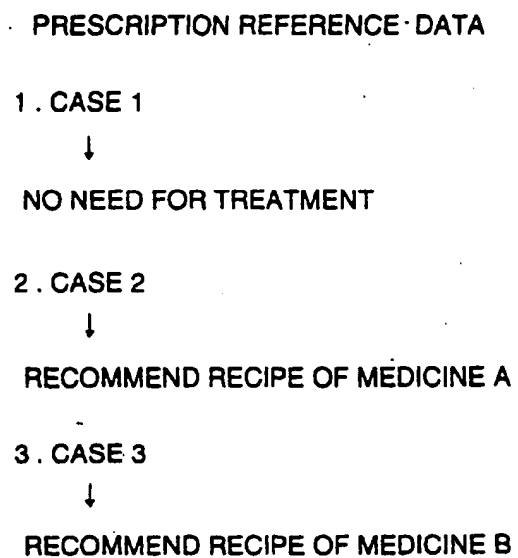 PRESCRIPTION REFERENCE DATA
1. CASE 1
↓
NO NEED FOR TREATMENT
2. CASE 2
↓
RECOMMEND RECIPE OF MEDICINE A
3. CASE 3
↓
RECOMMEND RECIPE OF MEDICINE B